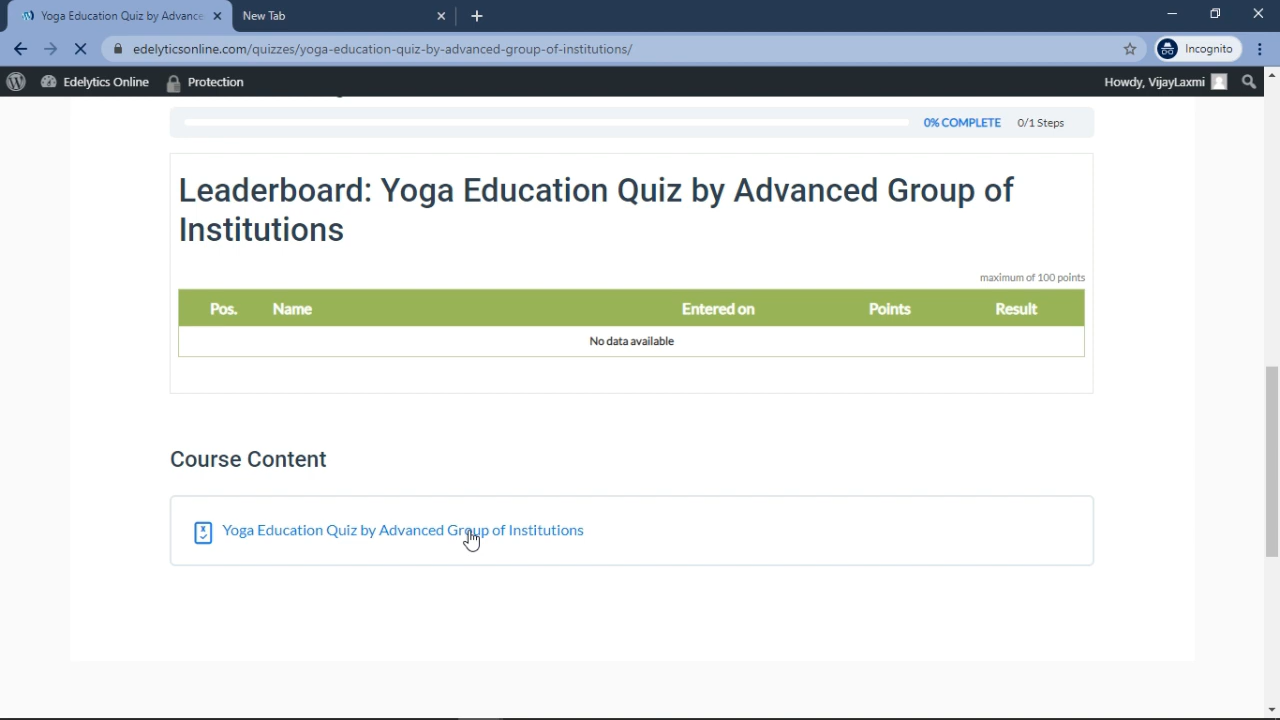 Yoga Education Quiz by Advance
New Tab
edelyticsonline.com/quizzes/yoga-education-quiz-by-advanced-group-of-institutions/
Incognito
Edelytics Online
Protection
Howdy, VijayLaxmi
0% COMPLETE 0/1 Steps
Leaderboard: Yoga Education Quiz by Advanced Group of
Institutions
maximum of 100 points
Pos. Name Entered on Points Result
No data available
Course Content
Yoga Education Quiz by Advanced Group of Institutions